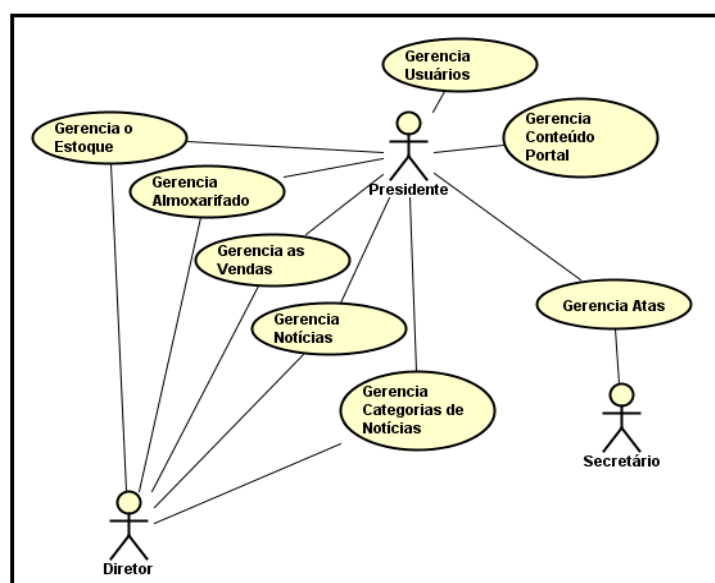 Gerencia
Usuários
Gerencia o
Estoque
Gerencia
Conteúdo
Portal
Gerencia
Almoxarifado
Presidente
Gerencia as
Vendas
Gerencia Atas
Gerencia
Notícias
Gerencia
Categorias de
Notícias
Secretário
Diretor